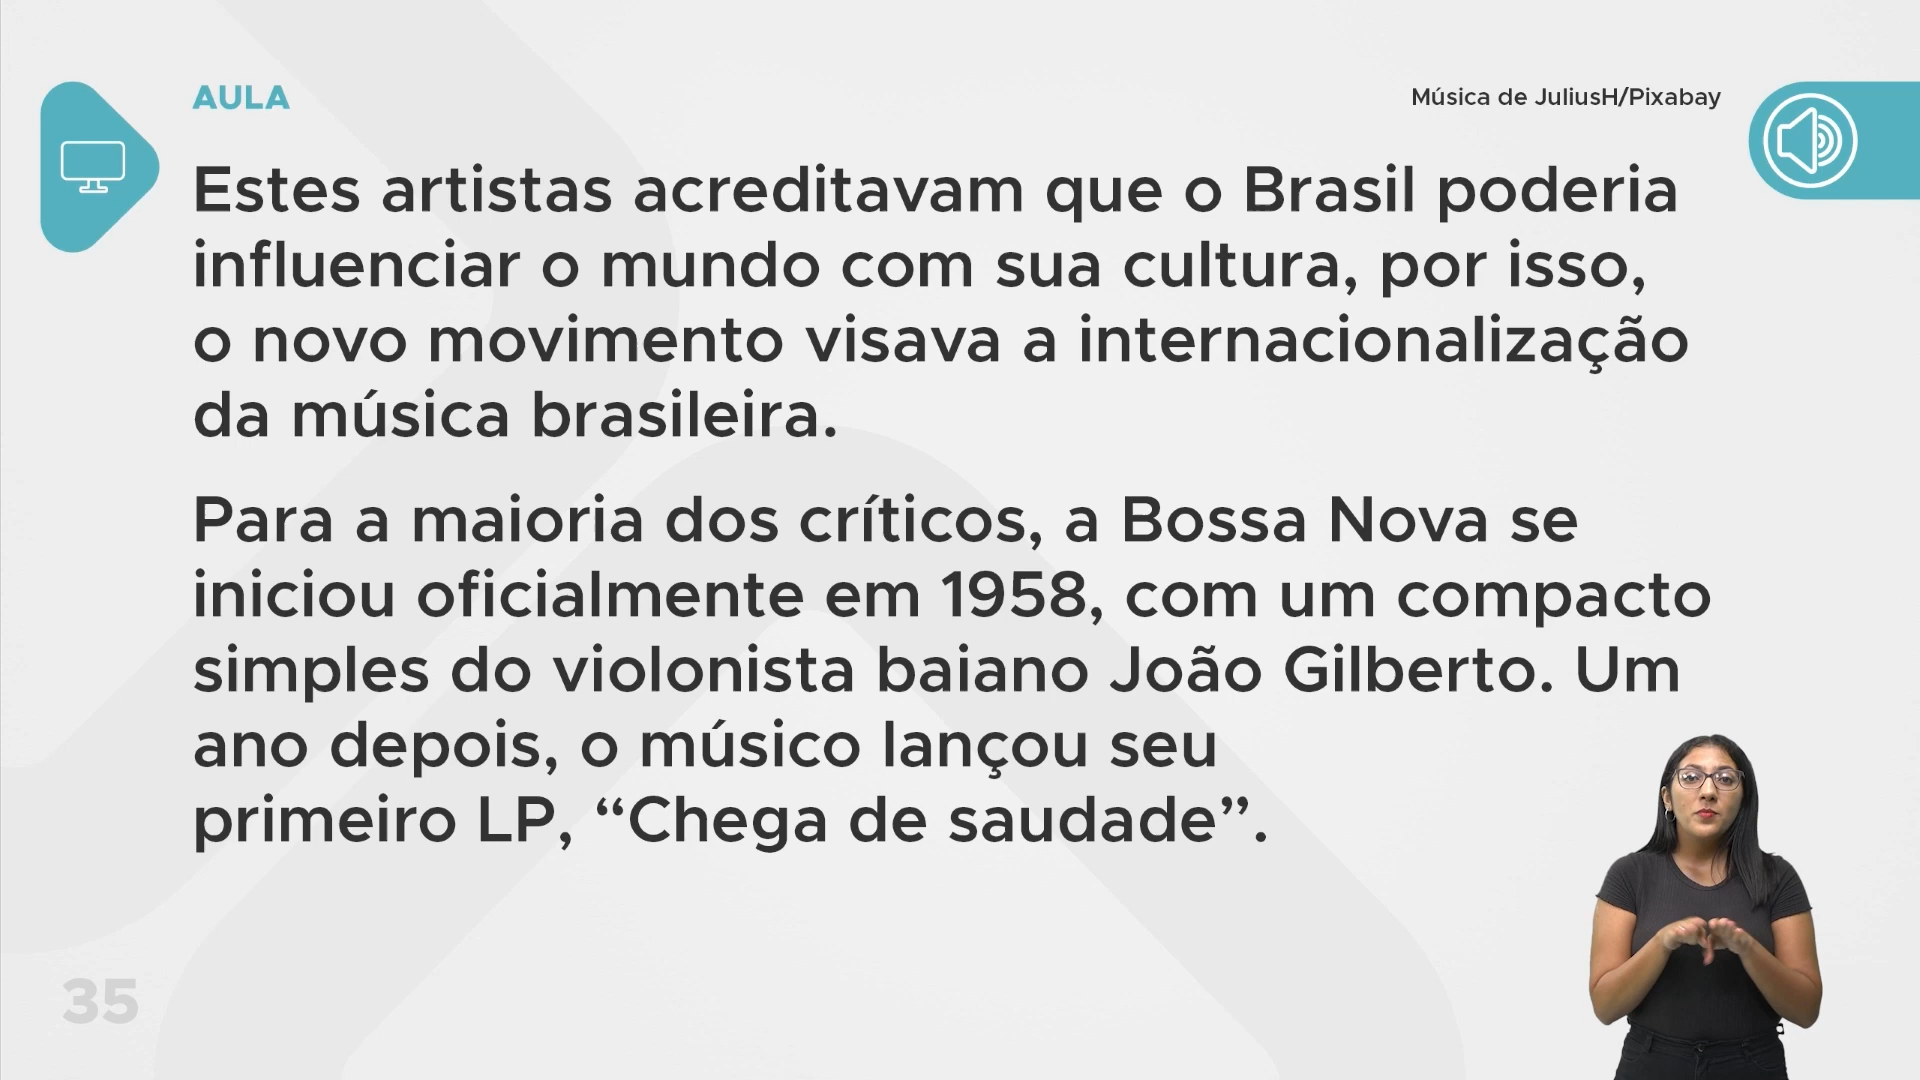 AULA
Música de JuliusH/Pixabay
Estes artistas acreditavam que o Brasil poderia
influenciar o mundo com sua cultura, por isso,
o novo movimento visava a internacionalização
da música brasileira.
Para a maioria dos críticos, a Bossa Nova se
iniciou oficialmente em 1958, com um compacto
simples do violonista baiano João Gilberto. Um
ano depois, o músico lançou seu
primeiro LP, “Chega de saudade”.
35